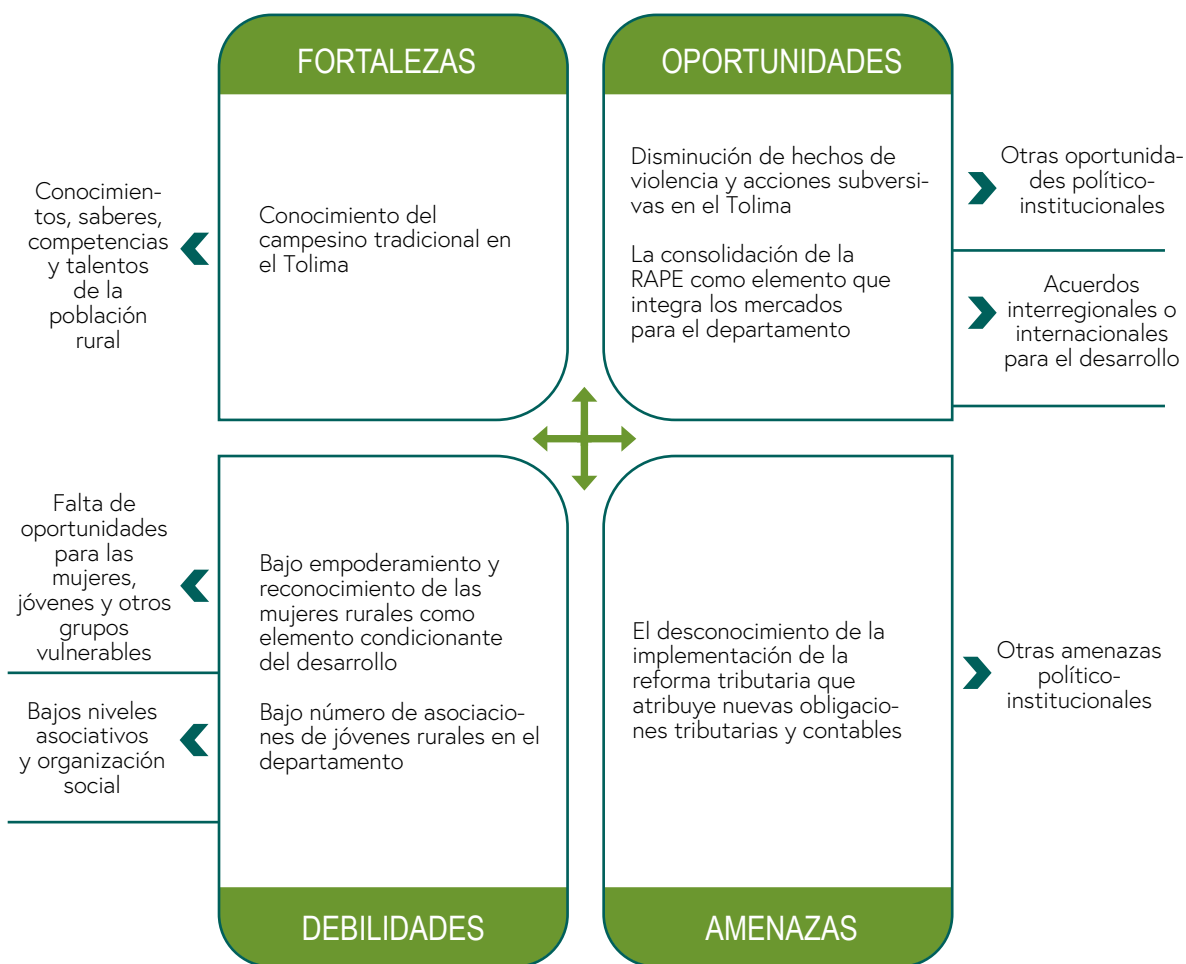 FORTALEZAS
Conocimien-
tos, saberes,
competencias
y talentos
de la
población
rural
Conocimiento del
campesino tradicional en
el Tolima
OPORTUNIDADES
Disminución de hechos de
violencia y acciones subversi-
vas en el Tolima
La consolidación de la
RAPE como elemento que
integra los mercados
para el departamento
Otras oportunida-
des político-
institucionales
Acuerdos
interregionales o
internacionales
para el desarrollo
Falta de
oportunidades
para las
mujeres,
jóvenes y otros
grupos
vulnerables
Bajos niveles
asociativos
y organización
social
Bajo empoderamiento y
reconocimiento de las
mujeres rurales como
elemento condicionante
del desarrollo
Bajo número de asociacio-
nes de jóvenes rurales en el
departamento
DEBILIDADES
El desconocimiento de la
implementación de la
reforma tributaria que
atribuye nuevas obligacio-
nes tributarias y contables
Otras amenazas
político-
institucionales
AMENAZAS